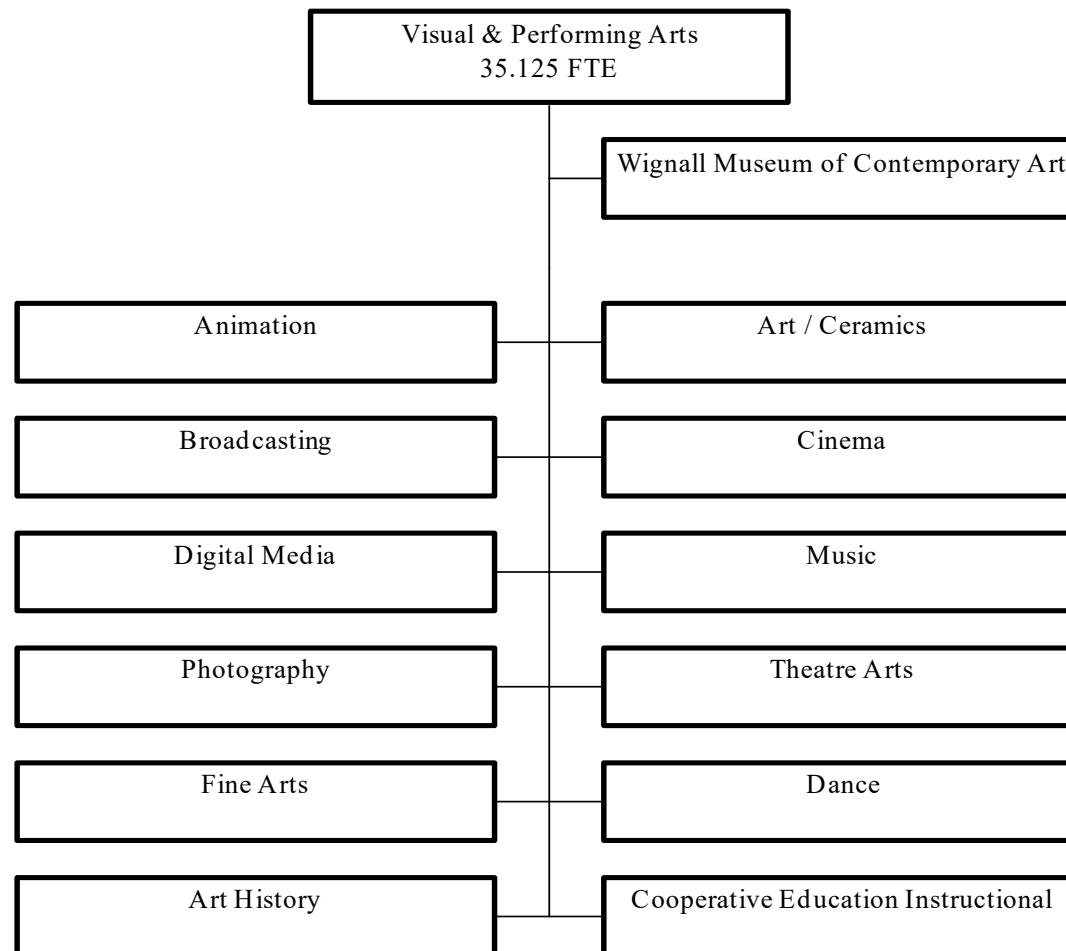 Visual & Performing Arts
35.125 FTE
Wignall Museum of Contemporary Art
Animation
Art / Ceramics
Broadcasting
Cinema
Digital Media
Music
Photography
Theatre Arts
Fine Arts
Dance
Art History
Cooperative Education Instructional